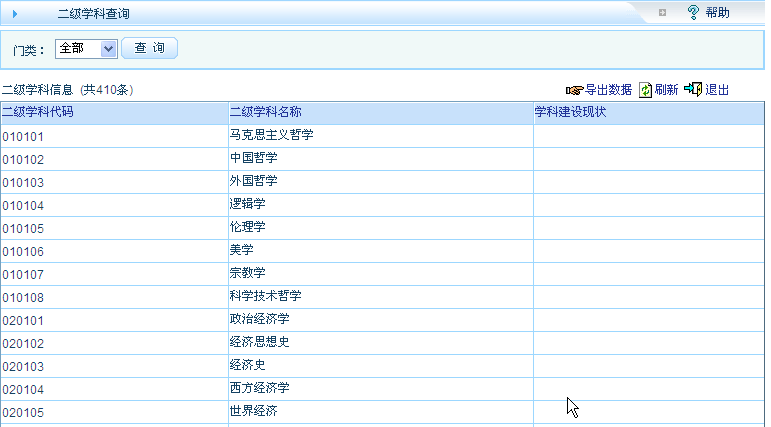 二级学科查询 帮助
门类： 全部 查 询
二级学科信息 (共410条) 导出数据 刷新 退出
二级学科代码 二级学科名称 学科建设现状
010101 马克思主义哲学
010102 中国哲学
010103 外国哲学
010104 逻辑学
010105 伦理学
010106 美学
010107 宗教学
010108 科学技术哲学
020101 政治经济学
020102 经济思想史
020103 经济史
020104 西方经济学
020105 世界经济